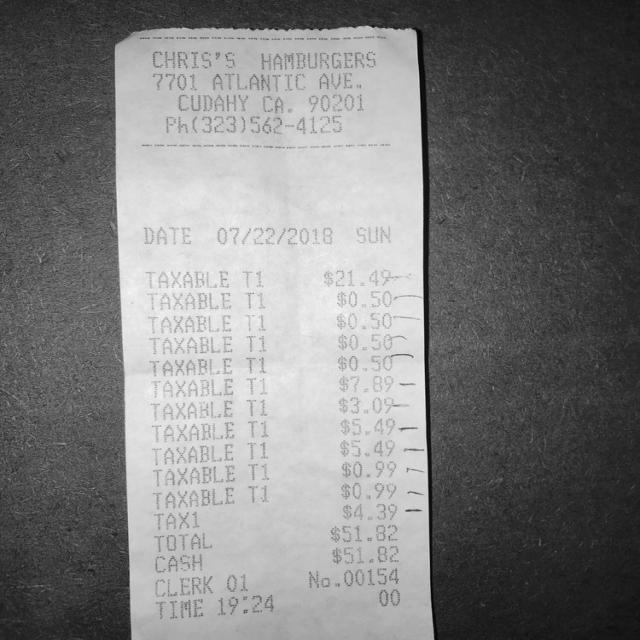 CHRIS'S HAMBURGERS
7701 ATLANTIC AVE.
CUDAHY CA. 90201
Ph(323)562-4125
DATE 07/22/2018 SUN
TAXABLE T1 $21.49
TAXABLE T1 $0.50
TAXABLE T1 $0.50
TAXABLE T1 $0.50
TAXABLE T1 $0.50
TAXABLE T1 $7.89
TAXABLE T1 $3.09
TAXABLE T1 $5.49
TAXABLE T1 $5.49
TAXABLE T1 $0.99
TAXABLE T1 $0.99
TAX1 $4.39
TOTAL $51.82
CASH $51.82
CLERK 01 No.00154
TIME 19:24 00